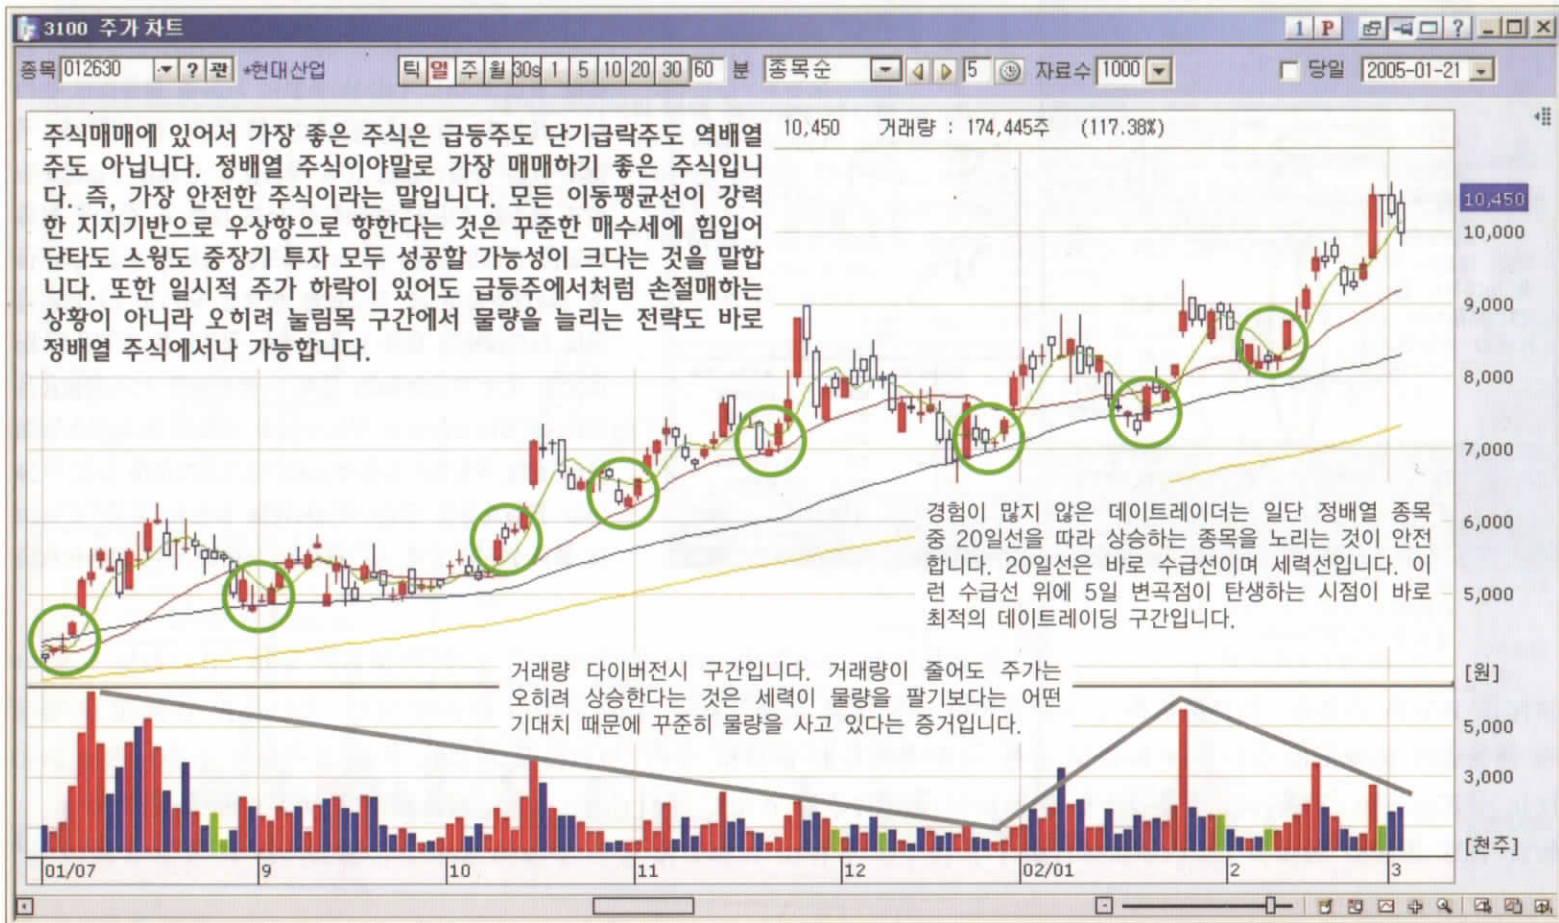 3100 주가 차트
1 P ?
종목 012630 ? 관 *현대산업 틱 일 주 월 30s 1 5 10 20 30 60 분 종목순 5 자료수 1000 당일 2005-01-21
10,450 거래량 : 174,445주 (117.38%)
주식매매에 있어서 가장 좋은 주식은 급등주도 단기급락주도 역배열
주도 아닙니다. 정배열 주식이야말로 가장 매매하기 좋은 주식입니
다. 즉, 가장 안전한 주식이라는 말입니다. 모든 이동평균선이 강력
한 지지기반으로 우상향으로 향한다는 것은 꾸준한 매수세에 힘입어
단타도 스윙도 중장기 투자 모두 성공할 가능성이 크다는 것을 말합
니다. 또한 일시적 주가 하락이 있어도 급등주에서처럼 손절매하는
상황이 아니라 오히려 눌림목 구간에서 물량을 늘리는 전략도 바로
정배열 주식에서나 가능합니다.
10,450
10,000
9,000
8,000
7,000
6,000
5,000
[원]
경험이 많지 않은 데이트레이더는 일단 정배열 종목
중 20일선을 따라 상승하는 종목을 노리는 것이 안전
합니다. 20일선은 바로 수급선이며 세력선입니다. 이
런 수급선 위에 5일 변곡점이 탄생하는 시점이 바로
최적의 데이트레이딩 구간입니다.
거래량 다이버전시 구간입니다. 거래량이 줄어도 주가는
오히려 상승한다는 것은 세력이 물량을 팔기보다는 어떤
기대치 때문에 꾸준히 물량을 사고 있다는 증거입니다.
5,000
3,000
[천주]
01/07 9 10 11 12 02/01 2 3